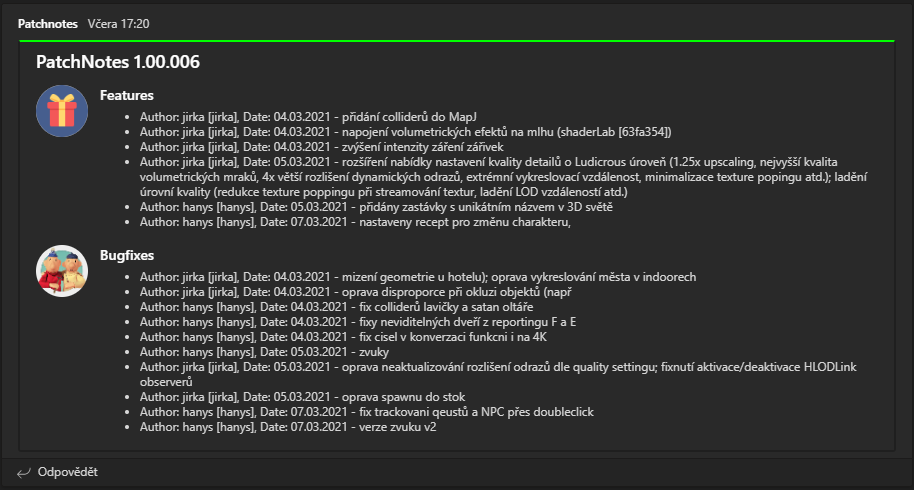 Patchnotes Včera 17:20
PatchNotes 1.00.006
Features
• Author: jirka [jirka], Date: 04.03.2021 - přidání colliderů do MapJ
• Author: jirka [jirka], Date: 04.03.2021 - napojení volumetrických efektů na mlhu (shaderLab [63fa354])
• Author: jirka [jirka], Date: 04.03.2021 - zvýšení intenzity záření zářivek
• Author: jirka [jirka], Date: 05.03.2021 - rozšíření nabídky nastavení kvality detailů o Ludicrous úroveň (1.25x upscaling, nejvyšší kvalita
volumetrických mraků, 4x větší rozlišení dynamických odrazů, extrémní vykreslovací vzdálenost, minimalizace texture popingu atd.); ladění
úrovní kvality (redukce texture poppingu při streamování textur, ladění LOD vzdáleností atd.)
• Author: hanys [hanys], Date: 05.03.2021 - přidány zastávky s unikátním názvem v 3D světě
• Author: hanys [hanys], Date: 07.03.2021 - nastaveny recept pro změnu charakteru,
Bugfixes
• Author: jirka [jirka], Date: 04.03.2021 - mizení geometrie u hotelu); oprava vykreslování města v indoorech
• Author: jirka [jirka], Date: 04.03.2021 - oprava disproporce při okluzi objektů (např
• Author: hanys [hanys], Date: 04.03.2021 - fix colliderů lavičky a satan oltáře
• Author: hanys [hanys], Date: 04.03.2021 - fixy neviditelných dveří z reportingu F a E
• Author: hanys [hanys], Date: 04.03.2021 - fix cisel v konverzaci funkcni i na 4K
• Author: hanys [hanys], Date: 05.03.2021 - zvuky
• Author: jirka [jirka], Date: 05.03.2021 - oprava neaktualizování rozlišení odrazů dle quality settingu; fixnutí aktivace/deaktivace HLODLink
observerů
• Author: jirka [jirka], Date: 05.03.2021 - oprava spawnu do stok
• Author: hanys [hanys], Date: 07.03.2021 - fix trackovani qeustů a NPC přes doubleclick
• Author: hanys [hanys], Date: 07.03.2021 - verze zvuku v2
Odpovědět